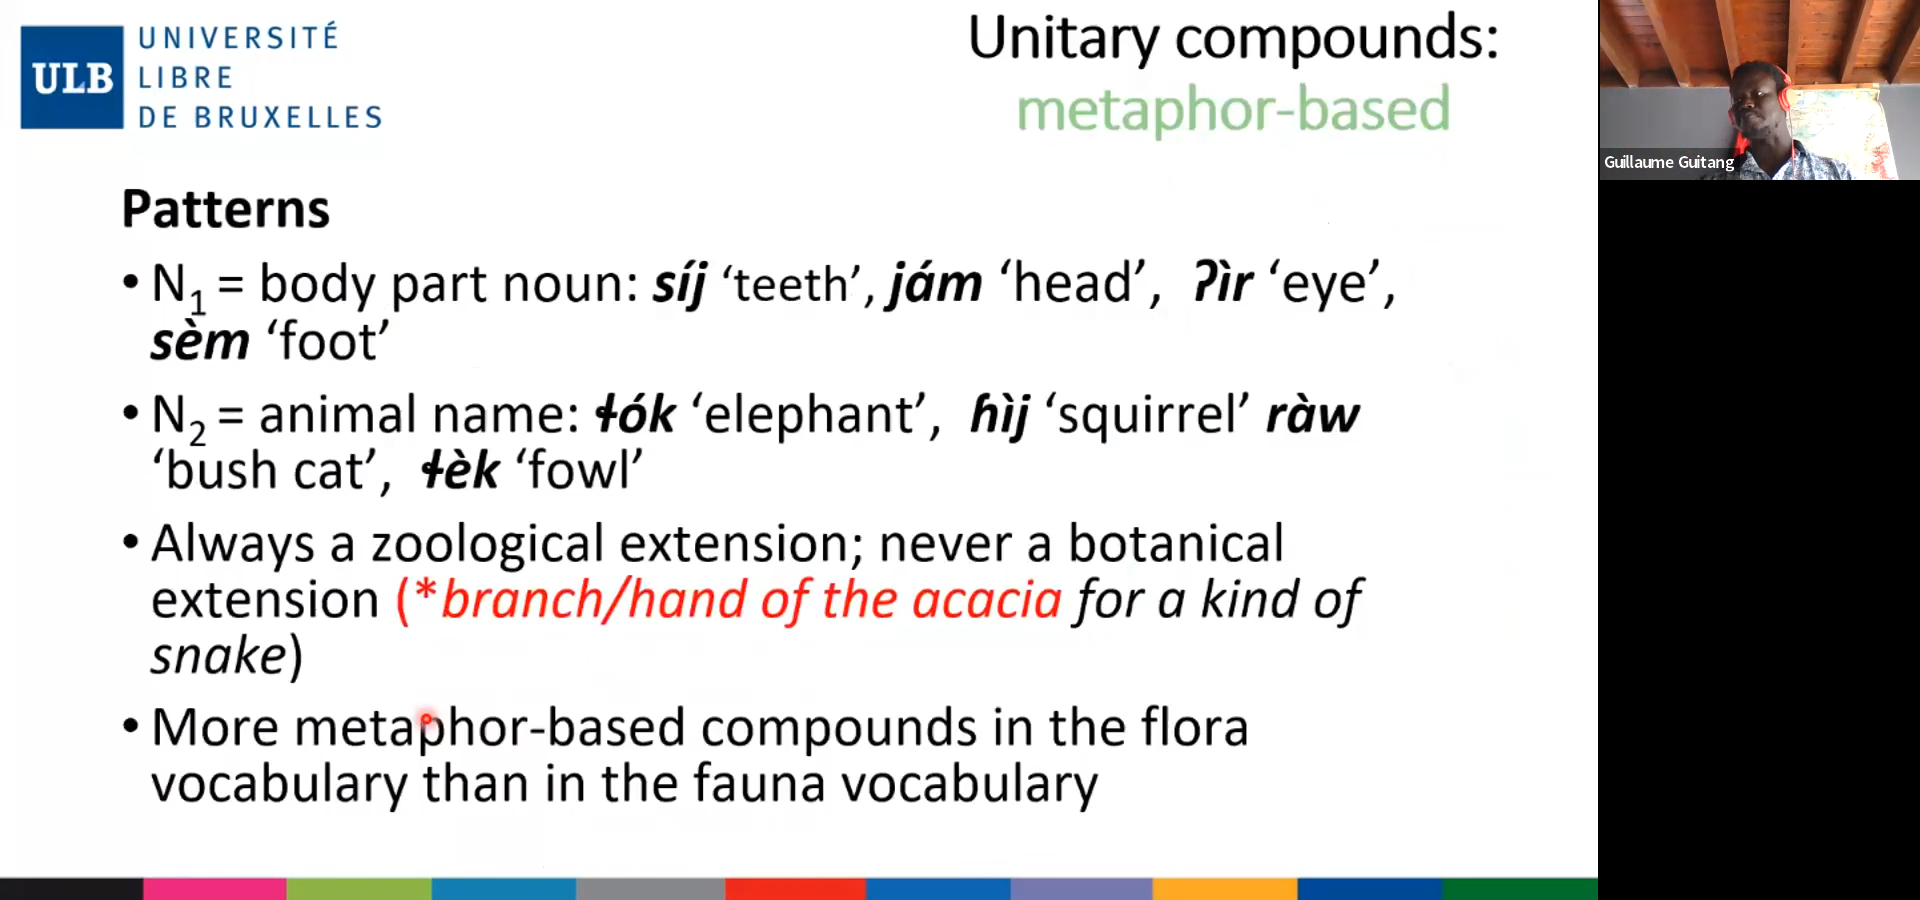 ULB
UNIVERSITÉ
LIBRE
DE BRUXELLES
Unitary compounds:
metaphor-based
Guillaume Guitang
Patterns
• N₁ = body part noun: síj ‘teeth’, jám ‘head’, ʔìr ‘eye’,
sèm ‘foot’
• N₂ = animal name: ɬók ‘elephant’, ɦìj ‘squirrel’ ràw
‘bush cat’, ɬèk ‘fowl’
• Always a zoological extension; never a botanical
extension (*branch/hand of the acacia for a kind of
snake)
• More metaphor-based compounds in the flora
vocabulary than in the fauna vocabulary